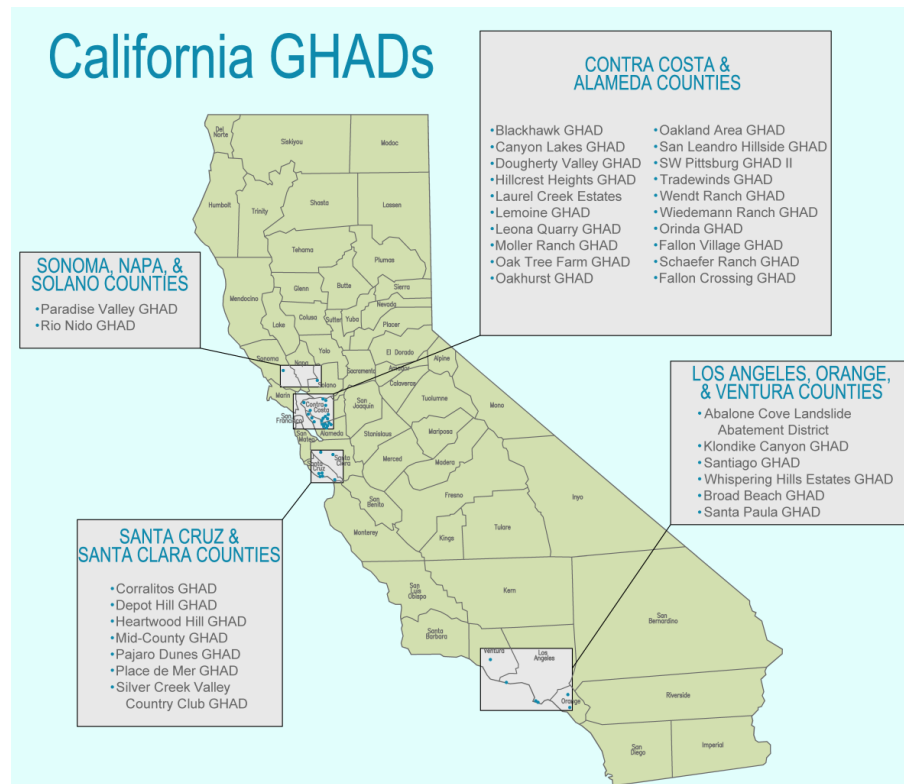 California GHADs
CONTRA COSTA &
ALAMEDA COUNTIES
•Blackhawk GHAD
•Canyon Lakes GHAD
•Dougherty Valley GHAD
•Hillcrest Heights GHAD
•Laurel Creek Estates
•Lemoine GHAD
•Leona Quarry GHAD
•Moller Ranch GHAD
•Oak Tree Farm GHAD
•Oakhurst GHAD
•Oakland Area GHAD
•San Leandro Hillside GHAD
•SW Pittsburg GHAD II
•Tradewinds GHAD
•Wendt Ranch GHAD
•Wiedemann Ranch GHAD
•Orinda GHAD
•Fallon Village GHAD
•Schaefer Ranch GHAD
•Fallon Crossing GHAD
SONOMA, NAPA, &
SOLANO COUNTIES
•Paradise Valley GHAD
•Rio Nido GHAD
LOS ANGELES, ORANGE,
& VENTURA COUNTIES
•Abalone Cove Landslide
Abatement District
•Klondike Canyon GHAD
•Santiago GHAD
•Whispering Hills Estates GHAD
•Broad Beach GHAD
•Santa Paula GHAD
SANTA CRUZ &
SANTA CLARA COUNTIES
•Corralitos GHAD
•Depot Hill GHAD
•Heartwood Hill GHAD
•Mid-County GHAD
•Pajaro Dunes GHAD
•Place de Mer GHAD
•Silver Creek Valley
Country Club GHAD
Del
Norte
Siskiyou
Modoc
Humbolt
Trinity
Shasta
Lassen
Tehama
Plumas
Mendocino
Glenn
Butte
Sierra
Nevada
Lake
Colusa
Sutter
Yuba
Placer
Sonoma
Napa
Yolo
El Dorado
Alpine
Sacramento
Amador
Solano
Calaveras
Marin
Contra
Costa
San
Joaquin
Tuolumne
Mono
San
Francisco
Alameda
San
Mateo
Stanislaus
Mariposa
Santa
Clara
Santa
Cruz
Merced
Madera
San
Benito
Fresno
Inyo
Monterey
Kings
Tulare
San
Luis
Obispo
Kern
San
Bernardino
Santa
Barbara
Ventura
Los
Angeles
Orange
Riverside
San
Diego
Imperial